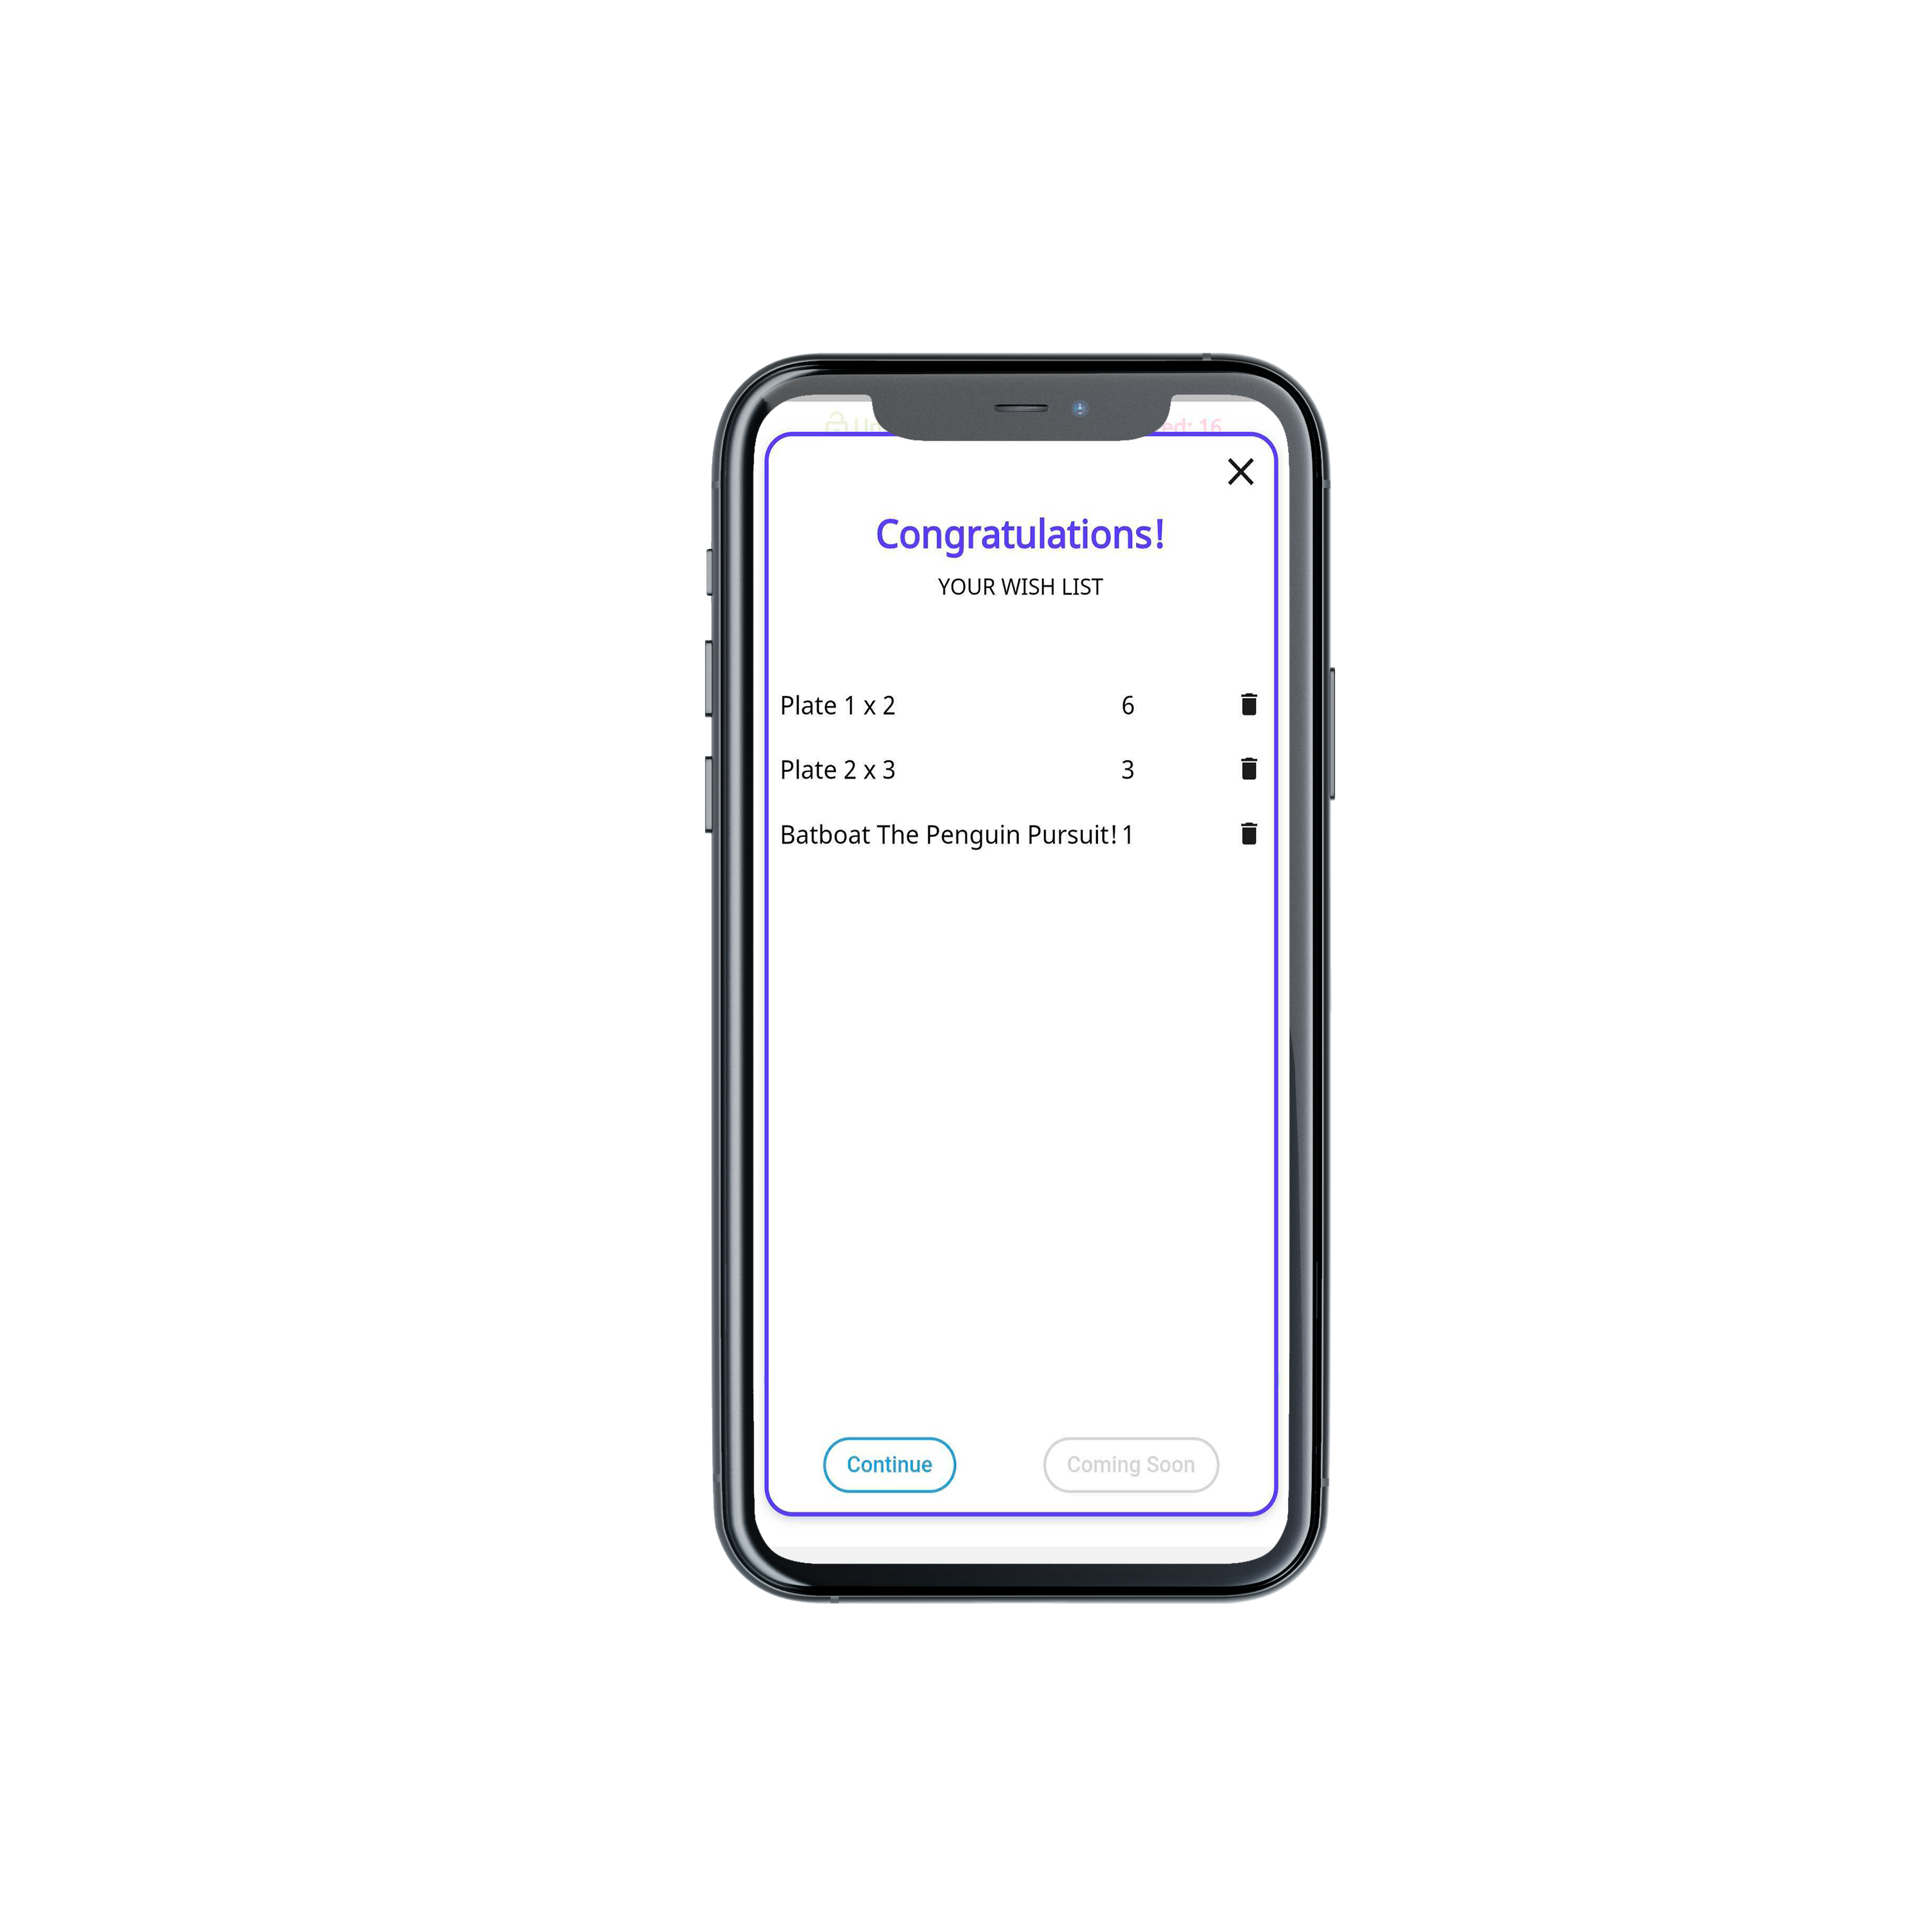 ed: 16
Congratulations!
YOUR WISH LIST
Plate 1 x 2 6
Plate 2 x 3 3
Batboat The Penguin Pursuit! 1
Continue Coming Soon